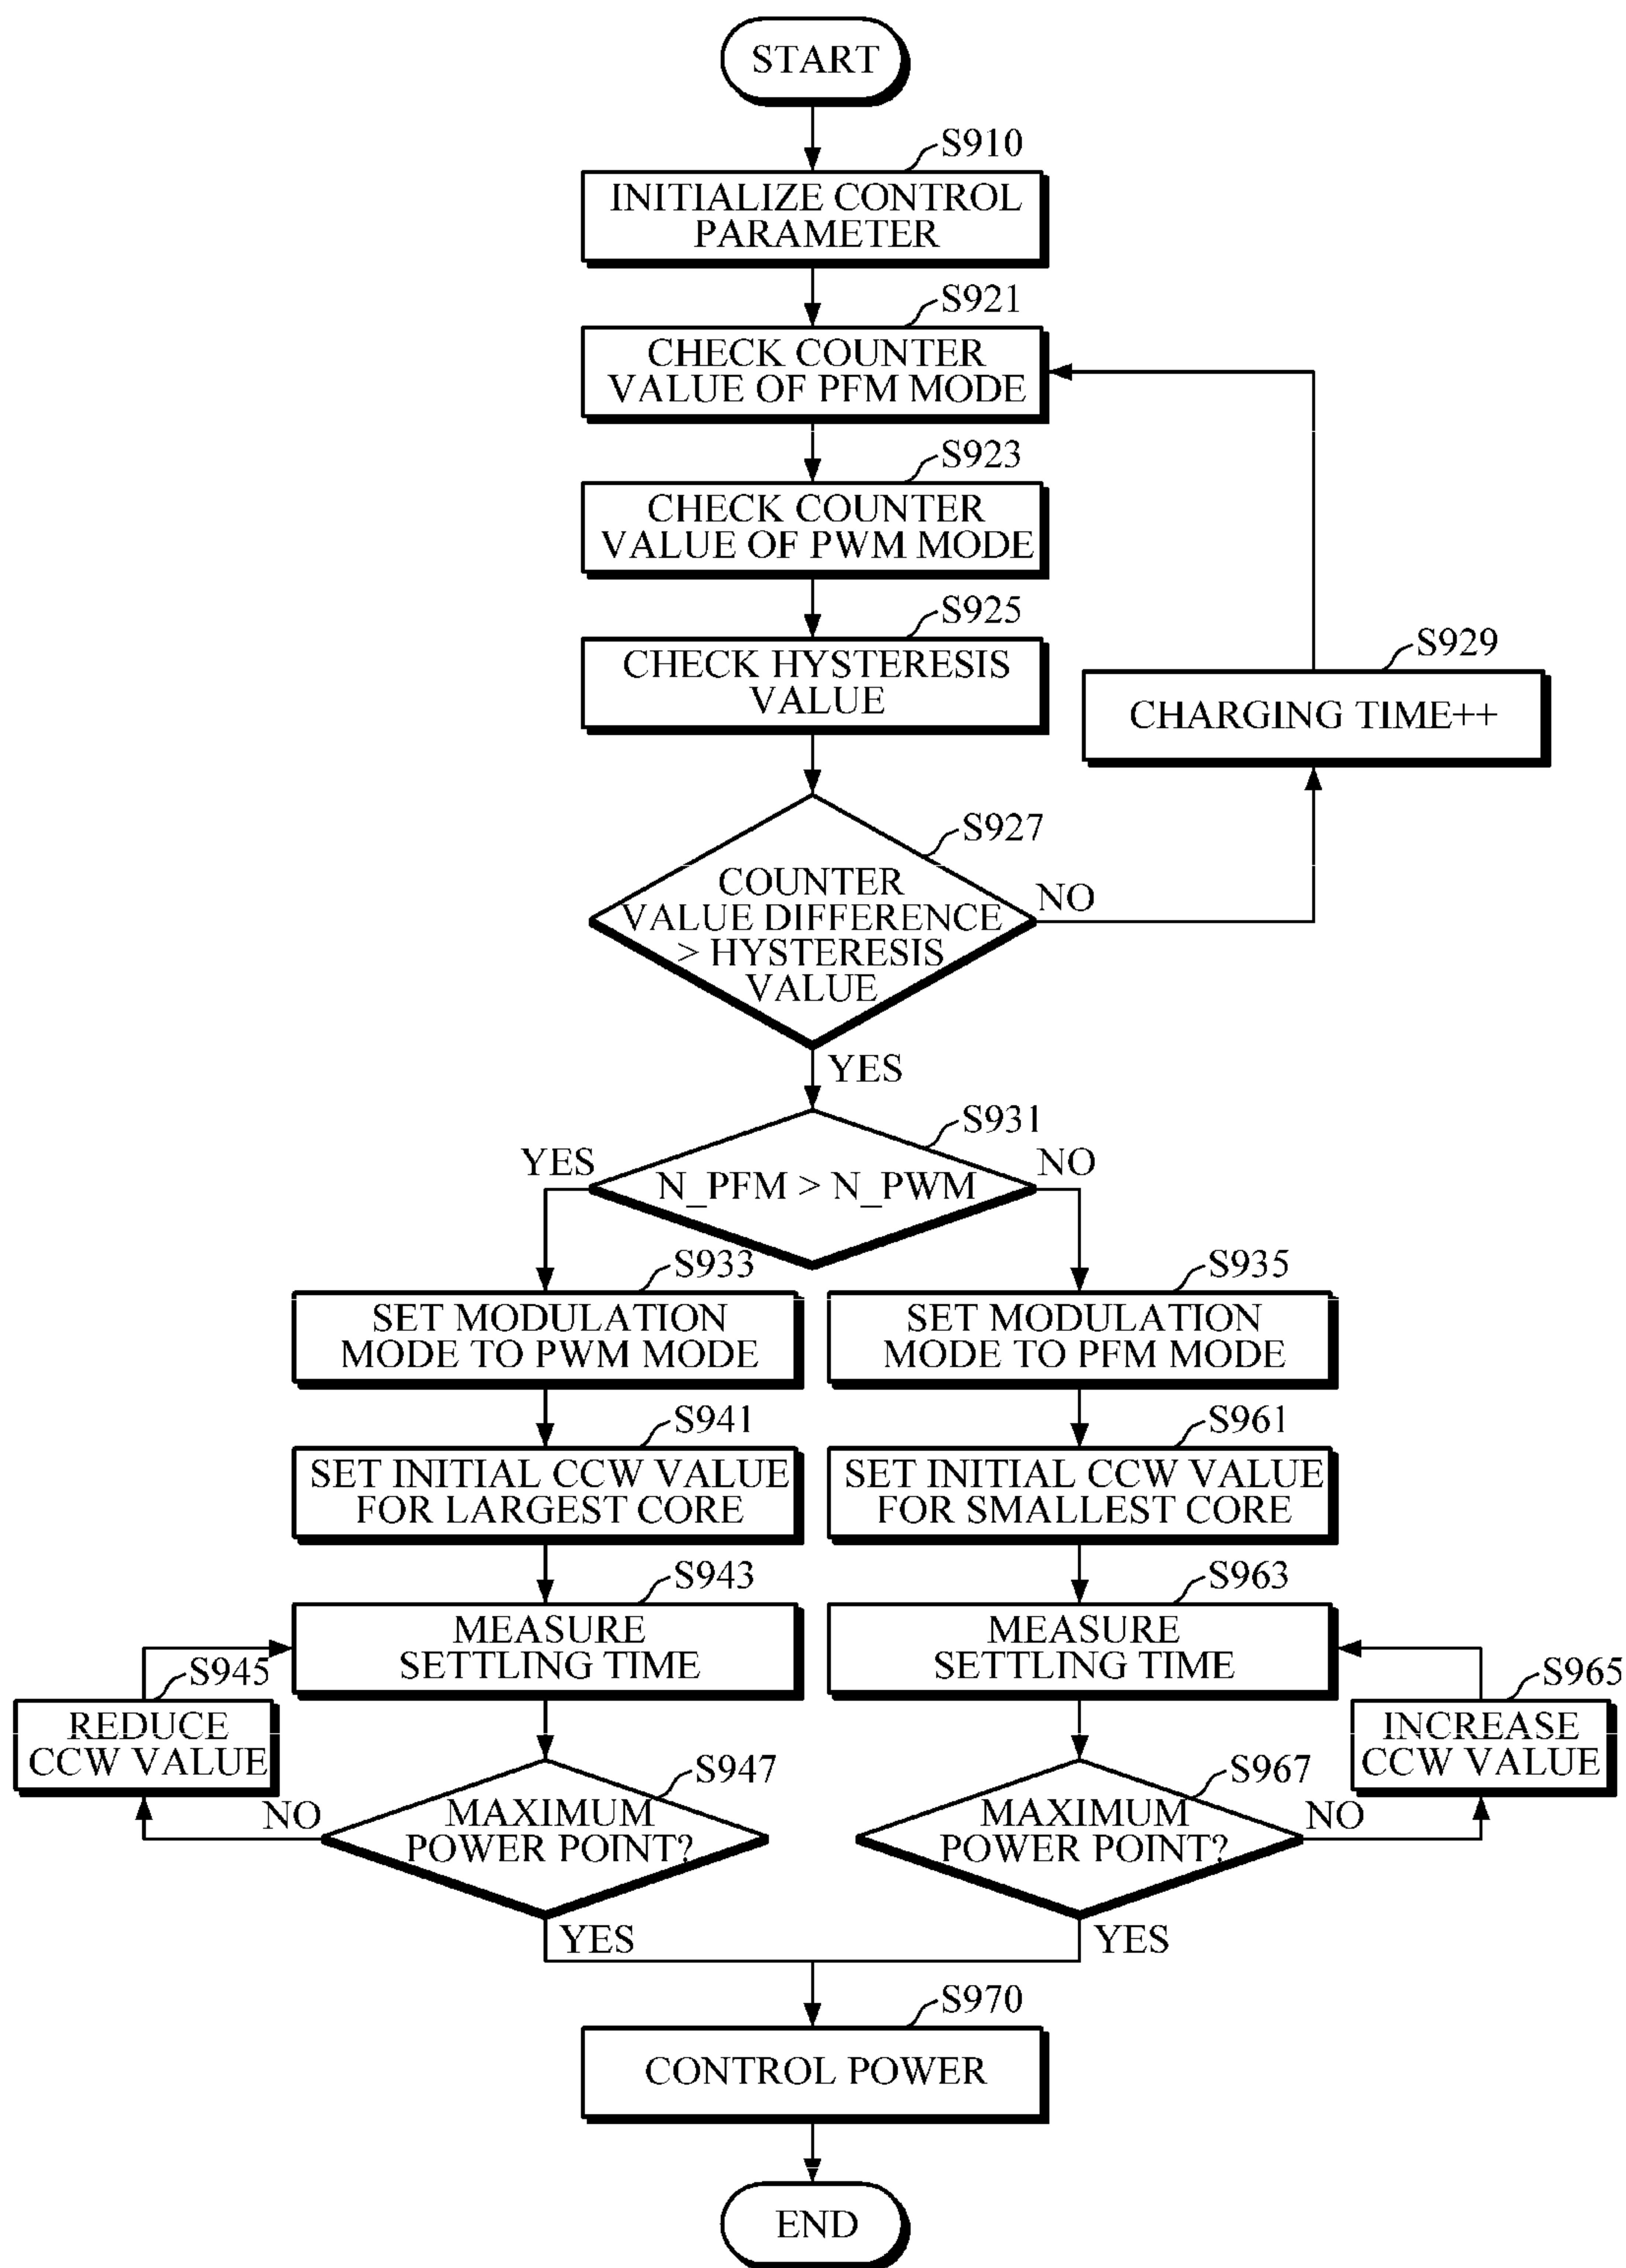 START
S910
INITIALIZE CONTROL
PARAMETER
S921
CHECK COUNTER
VALUE OF PFM MODE
S923
CHECK COUNTER
VALUE OF PWM MODE
S925
CHECK HYSTERESIS
VALUE
S929
CHARGING TIME++
S927
COUNTER
VALUE DIFFERENCE
> HYSTERESIS
VALUE
NO
YES
S931
N_PFM > N_PWM
YES
NO
S933
SET MODULATION
MODE TO PWM MODE
S935
SET MODULATION
MODE TO PFM MODE
S941
SET INITIAL CCW VALUE
FOR LARGEST CORE
S961
SET INITIAL CCW VALUE
FOR SMALLEST CORE
S943
MEASURE
SETTLING TIME
S963
MEASURE
SETTLING TIME
S945
REDUCE
CCW VALUE
S965
INCREASE
CCW VALUE
S947
MAXIMUM
POWER POINT?
NO
YES
S967
MAXIMUM
POWER POINT?
NO
YES
S970
CONTROL POWER
END